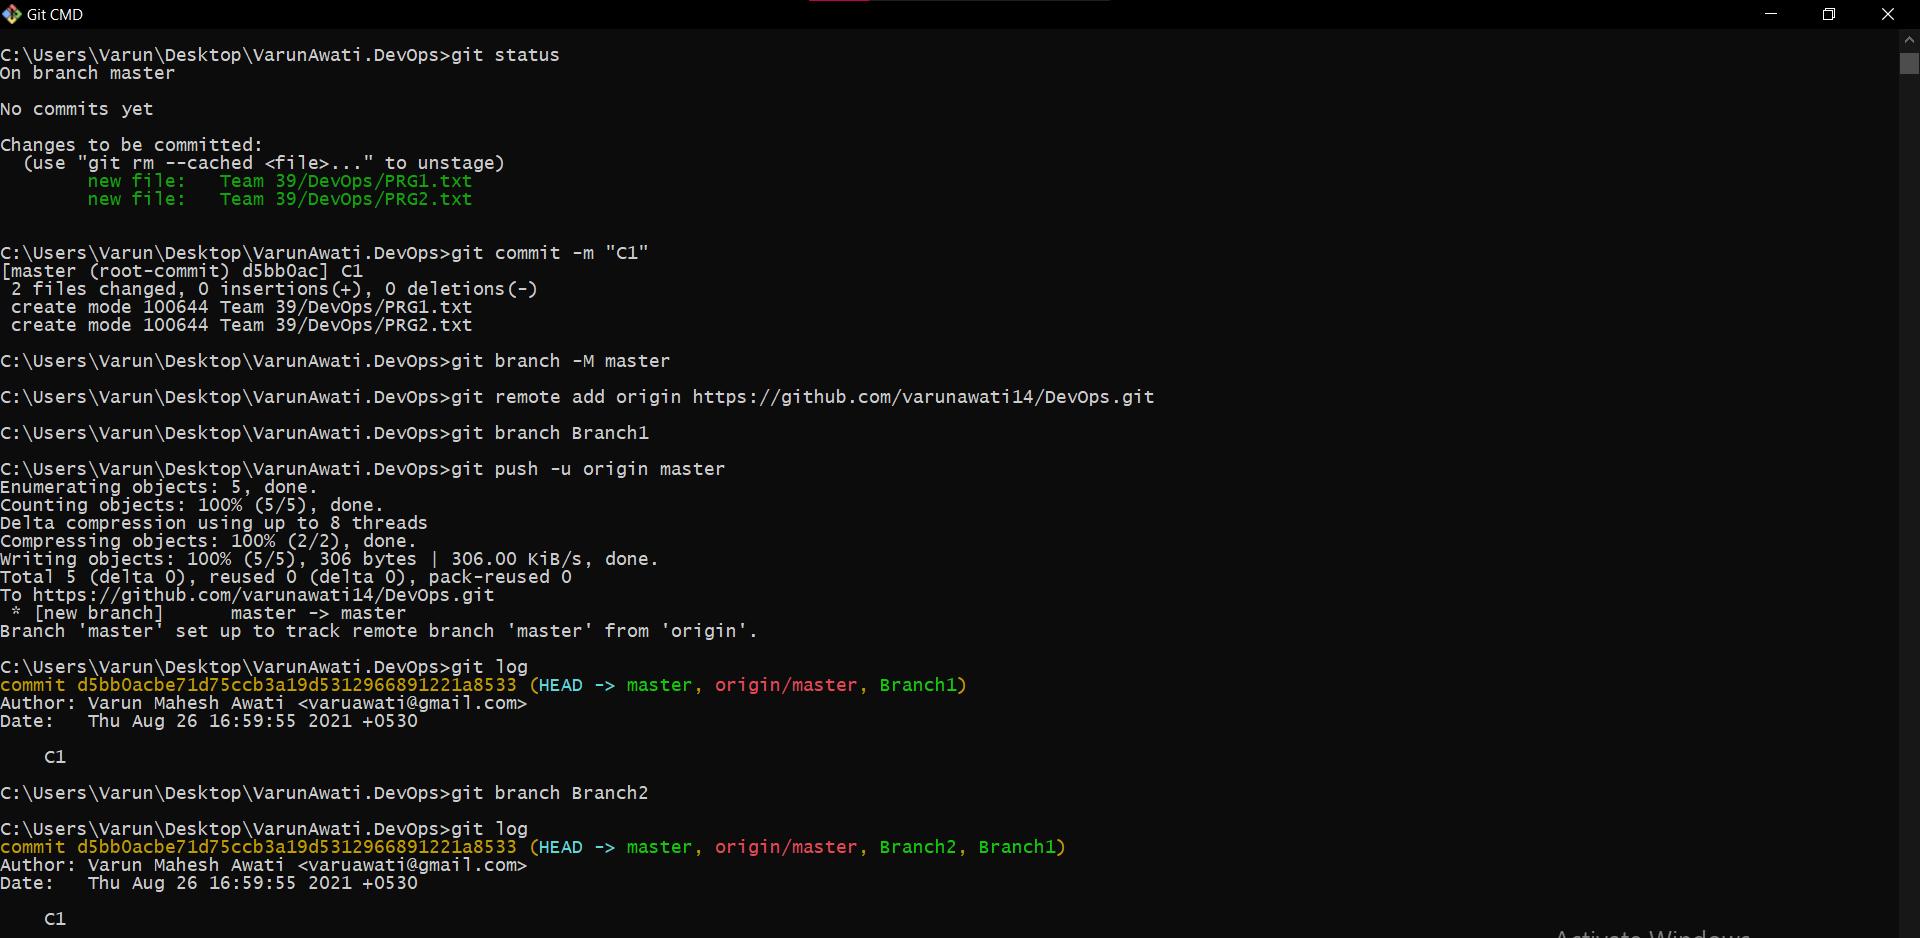 Git CMD
C:\Users\Varun\Desktop\VarunAwati.DevOps>git status
On branch master
No commits yet
Changes to be committed:
  (use "git rm --cached <file>..." to unstage)
        new file:   Team 39/DevOps/PRG1.txt
        new file:   Team 39/DevOps/PRG2.txt
C:\Users\Varun\Desktop\VarunAwati.DevOps>git commit -m "C1"
[master (root-commit) d5bb0ac] C1
 2 files changed, 0 insertions(+), 0 deletions(-)
 create mode 100644 Team 39/DevOps/PRG1.txt
 create mode 100644 Team 39/DevOps/PRG2.txt
C:\Users\Varun\Desktop\VarunAwati.DevOps>git branch -M master
C:\Users\Varun\Desktop\VarunAwati.DevOps>git remote add origin https://github.com/varunawati14/DevOps.git
C:\Users\Varun\Desktop\VarunAwati.DevOps>git branch Branch1
C:\Users\Varun\Desktop\VarunAwati.DevOps>git push -u origin master
Enumerating objects: 5, done.
Counting objects: 100% (5/5), done.
Delta compression using up to 8 threads
Compressing objects: 100% (2/2), done.
Writing objects: 100% (5/5), 306 bytes | 306.00 KiB/s, done.
Total 5 (delta 0), reused 0 (delta 0), pack-reused 0
To https://github.com/varunawati14/DevOps.git
 * [new branch]      master -> master
Branch 'master' set up to track remote branch 'master' from 'origin'.
C:\Users\Varun\Desktop\VarunAwati.DevOps>git log
commit d5bb0acbe71d75ccb3a19d5312966891221a8533 (HEAD -> master, origin/master, Branch1)
Author: Varun Mahesh Awati <varuawati@gmail.com>
Date:   Thu Aug 26 16:59:55 2021 +0530
    C1
C:\Users\Varun\Desktop\VarunAwati.DevOps>git branch Branch2
C:\Users\Varun\Desktop\VarunAwati.DevOps>git log
commit d5bb0acbe71d75ccb3a19d5312966891221a8533 (HEAD -> master, origin/master, Branch2, Branch1)
Author: Varun Mahesh Awati <varuawati@gmail.com>
Date:   Thu Aug 26 16:59:55 2021 +0530
    C1
Activate Windows